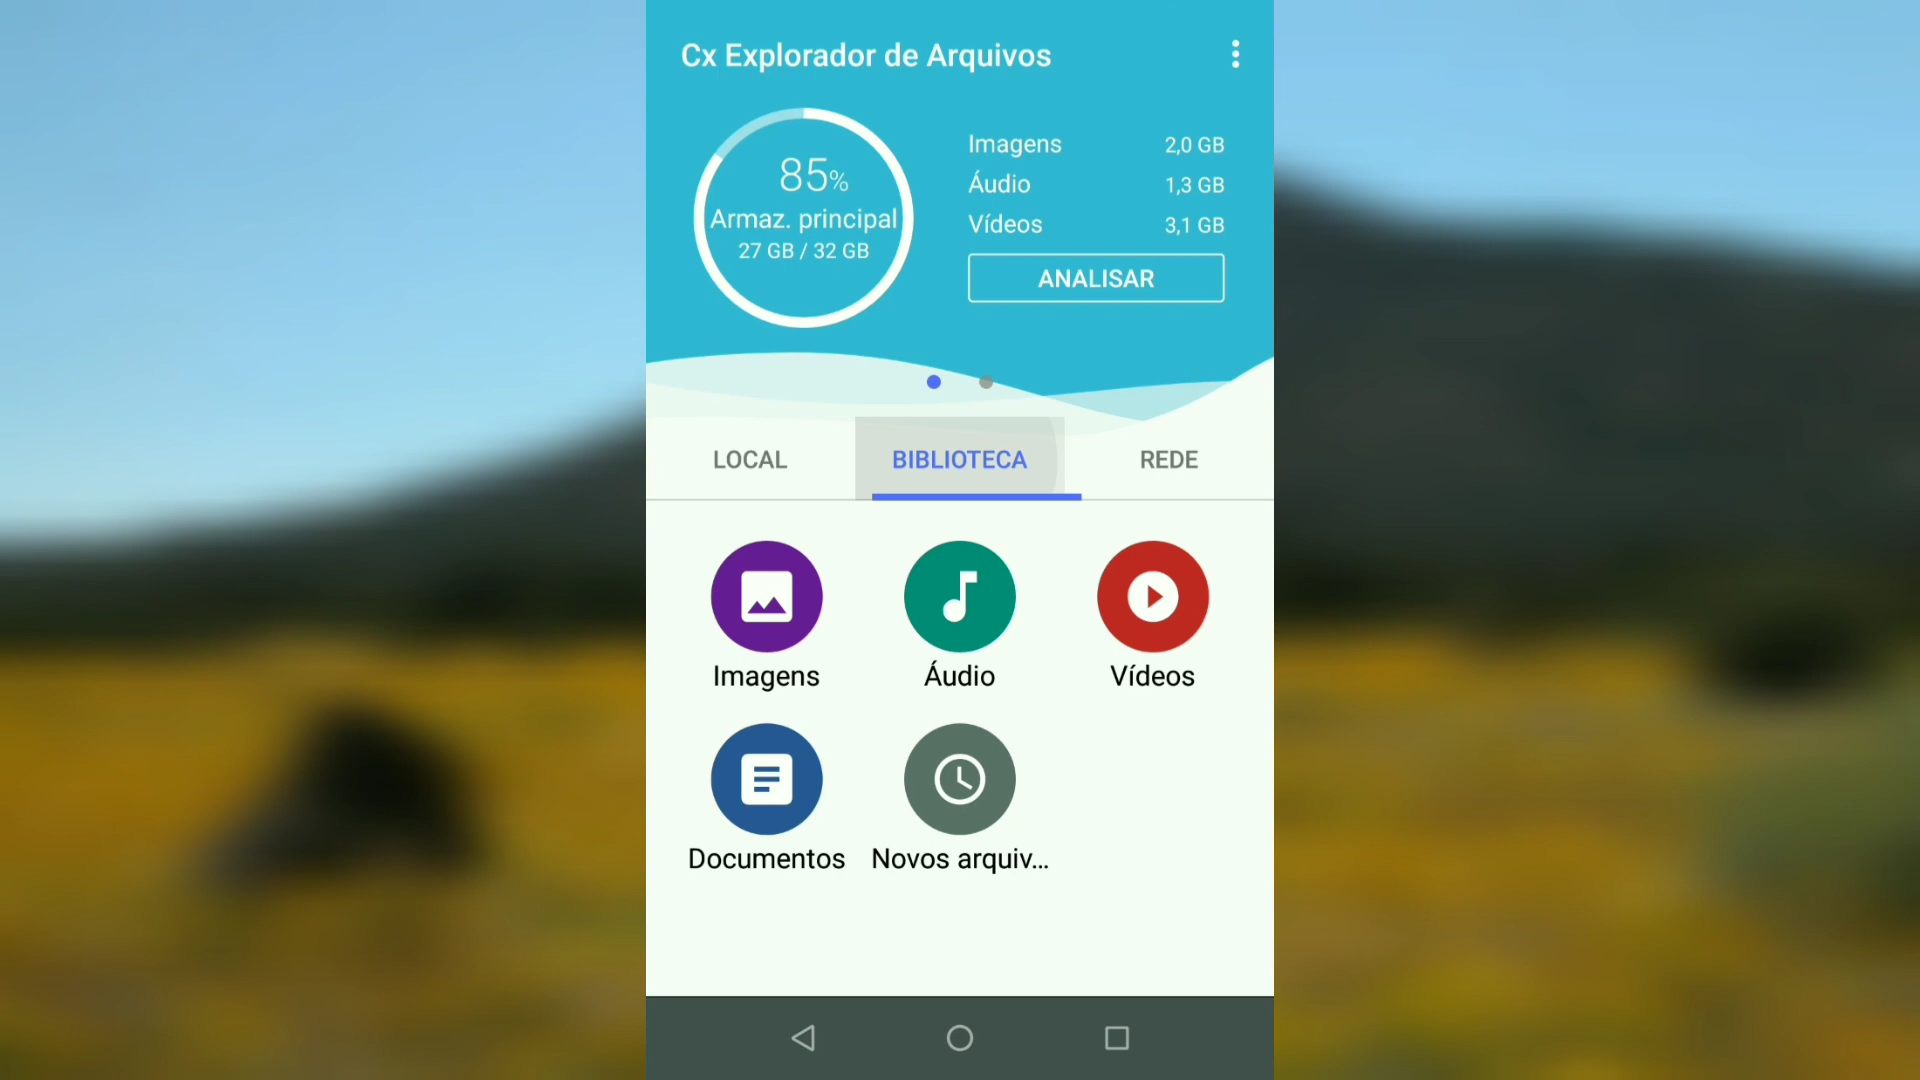 Cx Explorador de Arquivos
85%
Armaz. principal
27 GB / 32 GB
Imagens 2,0 GB
Áudio 1,3 GB
Vídeos 3,1 GB
ANALISAR
LOCAL BIBLIOTECA REDE
Imagens Áudio Vídeos
Documentos Novos arquiv...